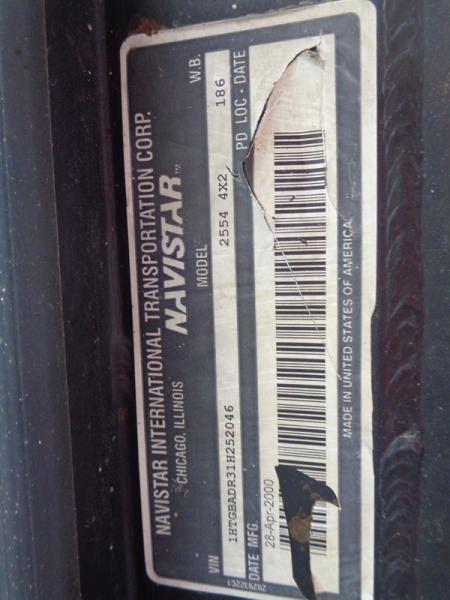 NAVISTAR INTERNATIONAL TRANSPORTATION CORP.
CHICAGO, ILLINOIS
NAVISTAR™
VIN MODEL W.B.
1HTGBADR31H252046 2554 4X2 186
DATE MFG. PD LOC - DATE
28-Apr-2000
MADE IN UNITED STATES OF AMERICA